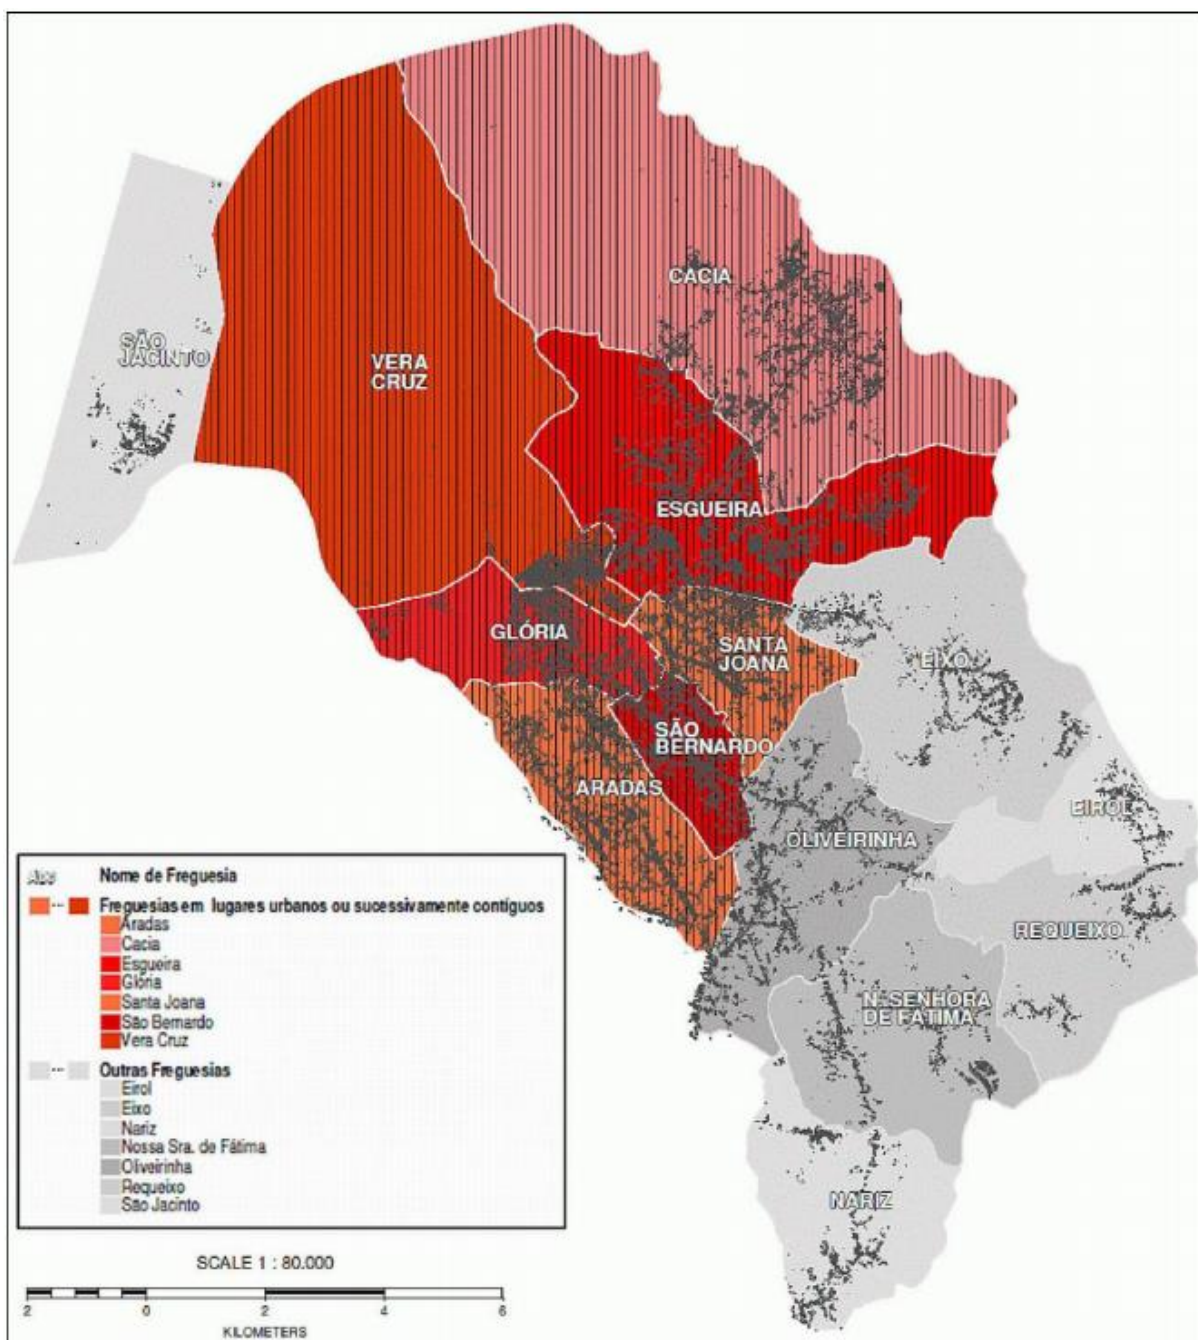 CACIA
SÃO
JACINTO
VERA
CRUZ
ESGUEIRA
GLÓRIA
SANTA
JOANA
EIXO
SÃO
BERNARDO
ARADAS
EIROL
OLIVEIRINHA
REQUEIXO
Nª. SENHORA
DE FÁTIMA
NARIZ
Abc Nome de Freguesia
Freguesias em lugares urbanos ou sucessivamente contíguos
Aradas
Cacia
Esgueira
Glória
Santa Joana
São Bernardo
Vera Cruz
Outras Freguesias
Eirol
Eixo
Nariz
Nossa Sra. de Fátima
Oliveirinha
Requeixo
São Jacinto
SCALE 1 : 80.000
2 0 2 4 6
KILOMETERS